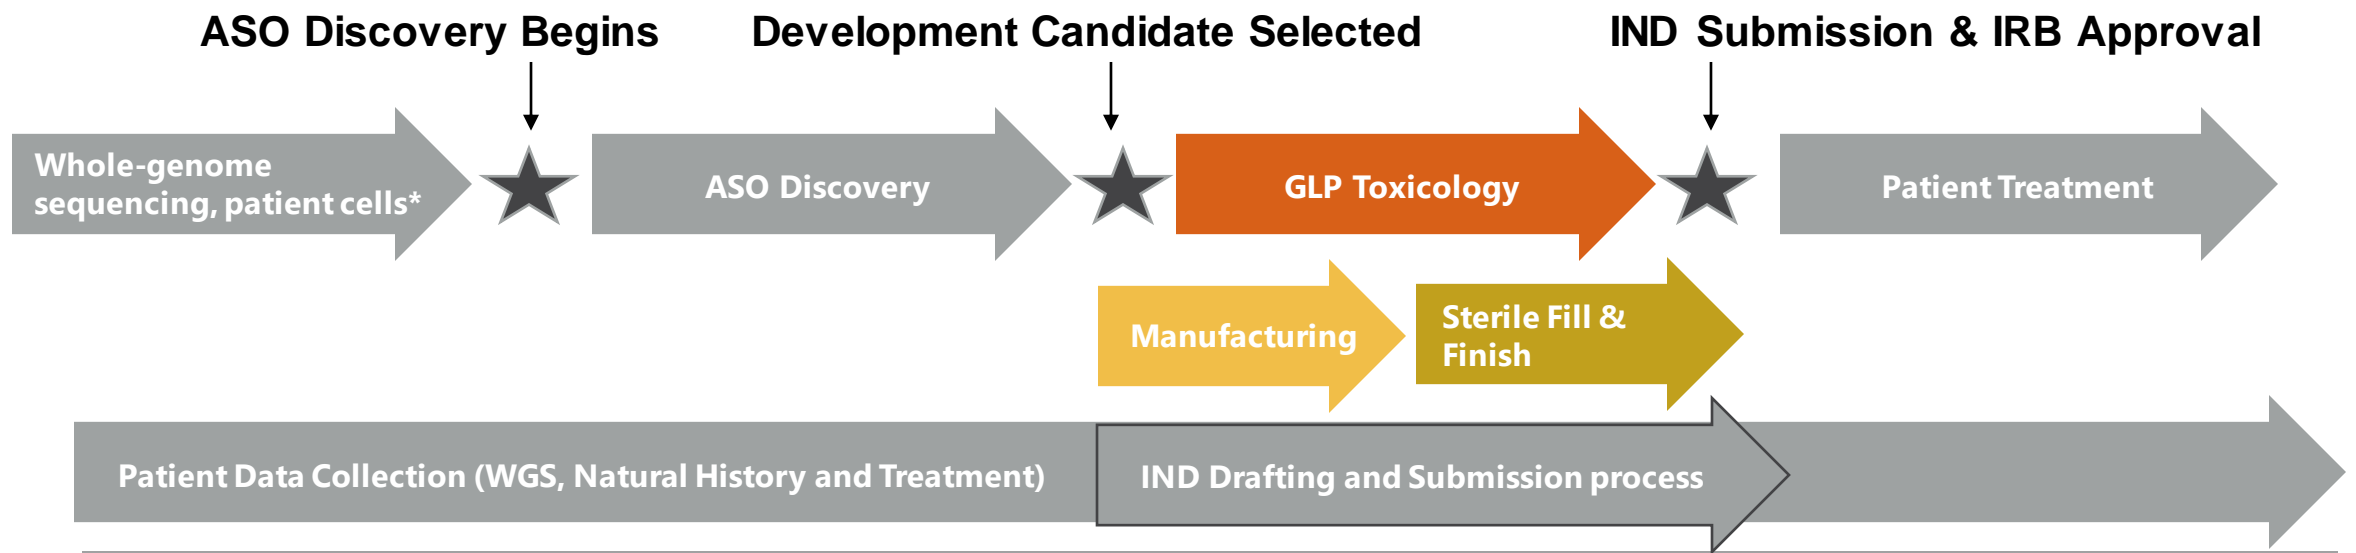 ASO Discovery Begins
Development Candidate Selected
IND Submission & IRB Approval
Whole-genome
sequencing, patient cells*
ASO Discovery
GLP Toxicology
Patient Treatment
Manufacturing
Sterile Fill &
Finish
Patient Data Collection (WGS, Natural History and Treatment)
IND Drafting and Submission process